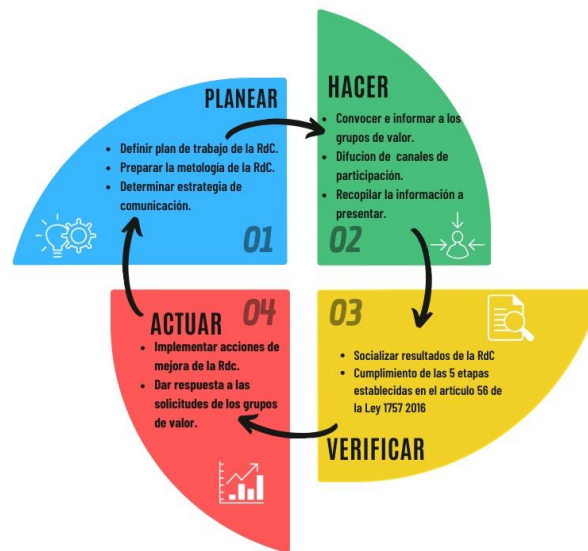 PLANEAR
• Definir plan de trabajo de la RdC.
• Preparar la metologia de la RdC.
• Determinar estrategia de
comunicación.
01
HACER
• Convocer e informar a los
grupos de valor.
• Difucion de canales de
participación.
• Recopilar la información a
presentar.
02
03
• Socializar resultados de la RdC
• Cumplimiento de las 5 etapas
establecidas en el artículo 56 de
la Ley 1757 2016
VERIFICAR
04
ACTUAR
• Implementar acciones de
mejora de la Rdc.
• Dar respuesta a las
solicitudes de los grupos
de valor.